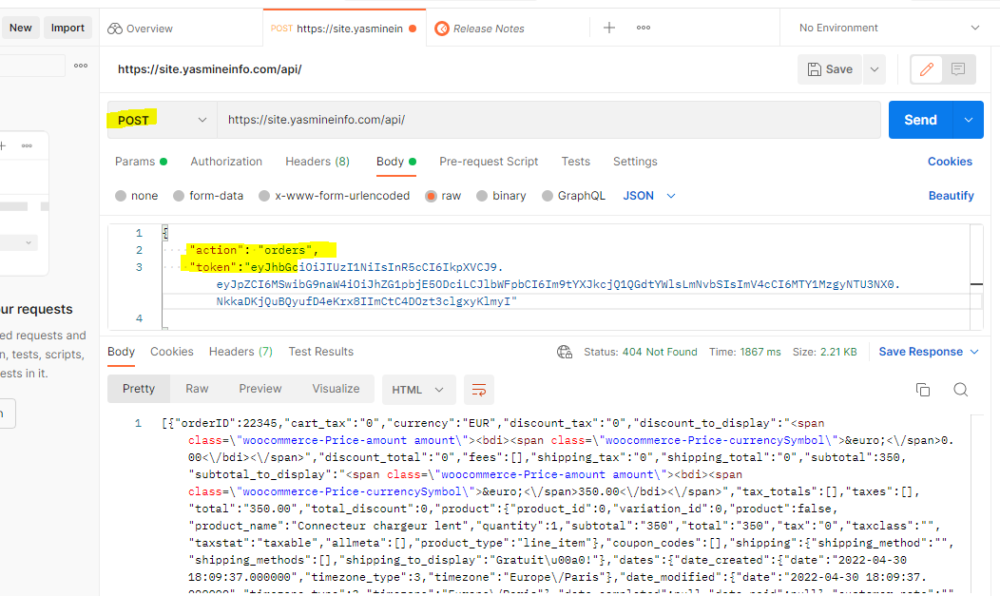 New Import Overview POST https://site.yasmineinfo Release Notes No Environment
https://site.yasmineinfo.com/api/ Save
POST https://site.yasmineinfo.com/api/ Send
Params Authorization Headers (8) Body Pre-request Script Tests Settings Cookies
none form-data x-www-form-urlencoded raw binary GraphQL JSON Beautify
1 {
2 "action": "orders",
3 "token":"eyJhbGciOiJIUzI1NiIsInR5cCI6IkpXVCJ9.
eyJpZCI6MSwibG9naW4iOiJhZG1pbjE5ODciLCJlbWFpbCI6Im9tYXJkcjQ1QGdtYWlsLmNvbSIsImV4cCI6MTY1MzgyNTU3NX0.
NkkaDKjQuBQyufD4eKrx8IImCtC4DOzt3clgxyKlmyI"
4
ur requests
ed requests and
n, tests, scripts,
ests in it.
n
Body Cookies Headers (7) Test Results Status: 404 Not Found Time: 1867 ms Size: 2.21 KB Save Response
Pretty Raw Preview Visualize HTML
1 [{"orderID":22345,"cart_tax":"0","currency":"EUR","discount_tax":"0","discount_to_display":"<span
class=\"woocommerce-Price-amount amount\"><bdi><span class=\"woocommerce-Price-currencySymbol\">&euro;<\/span>0.
00<\/bdi><\/span>","discount_total":"0","fees":[],"shipping_tax":"0","shipping_total":"0","subtotal":350,
"subtotal_to_display":"<span class=\"woocommerce-Price-amount amount\"><bdi><span
class=\"woocommerce-Price-currencySymbol\">&euro;<\/span>350.00<\/bdi><\/span>","tax_totals":[],"taxes":[],
"total":"350.00","total_discount":0,"product":{"product_id":0,"variation_id":0,"product":false,
"product_name":"Connecteur chargeur lent","quantity":1,"subtotal":"350","total":"350","tax":"0","taxclass":"",
"taxstat":"taxable","allmeta":[],"product_type":"line_item"},"coupon_codes":[],"shipping":{"shipping_method":"",
"shipping_methods":[],"shipping_to_display":"Gratuit\u00a0!"},"dates":{"date_created":{"date":"2022-04-30
18:09:37.000000","timezone_type":3,"timezone":"Europe\/Paris"},"date_modified":{"date":"2022-04-30 18:09:37.